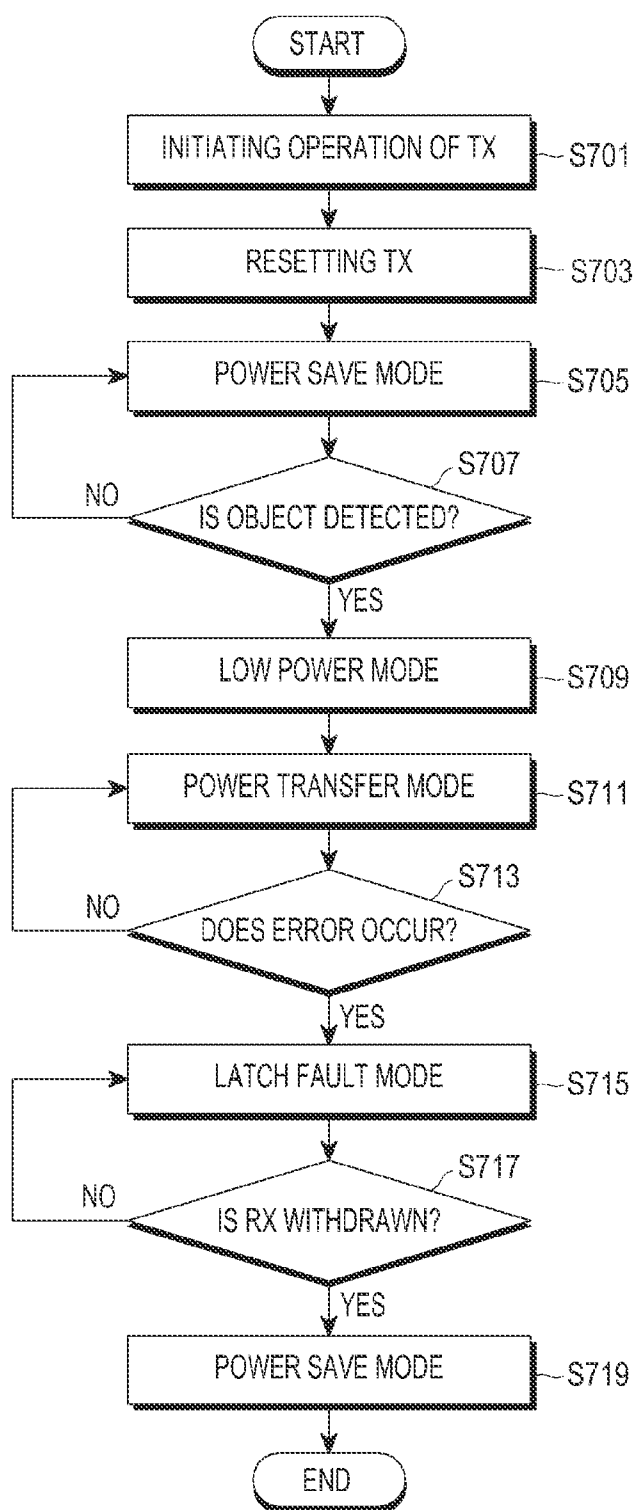 START
INITIATING OPERATION OF TX
S701
RESETTING TX
S703
POWER SAVE MODE
S705
S707
NO
IS OBJECT DETECTED?
YES
LOW POWER MODE
S709
POWER TRANSFER MODE
S711
S713
NO
DOES ERROR OCCUR?
YES
LATCH FAULT MODE
S715
S717
NO
IS RX WITHDRAWN?
YES
POWER SAVE MODE
S719
END